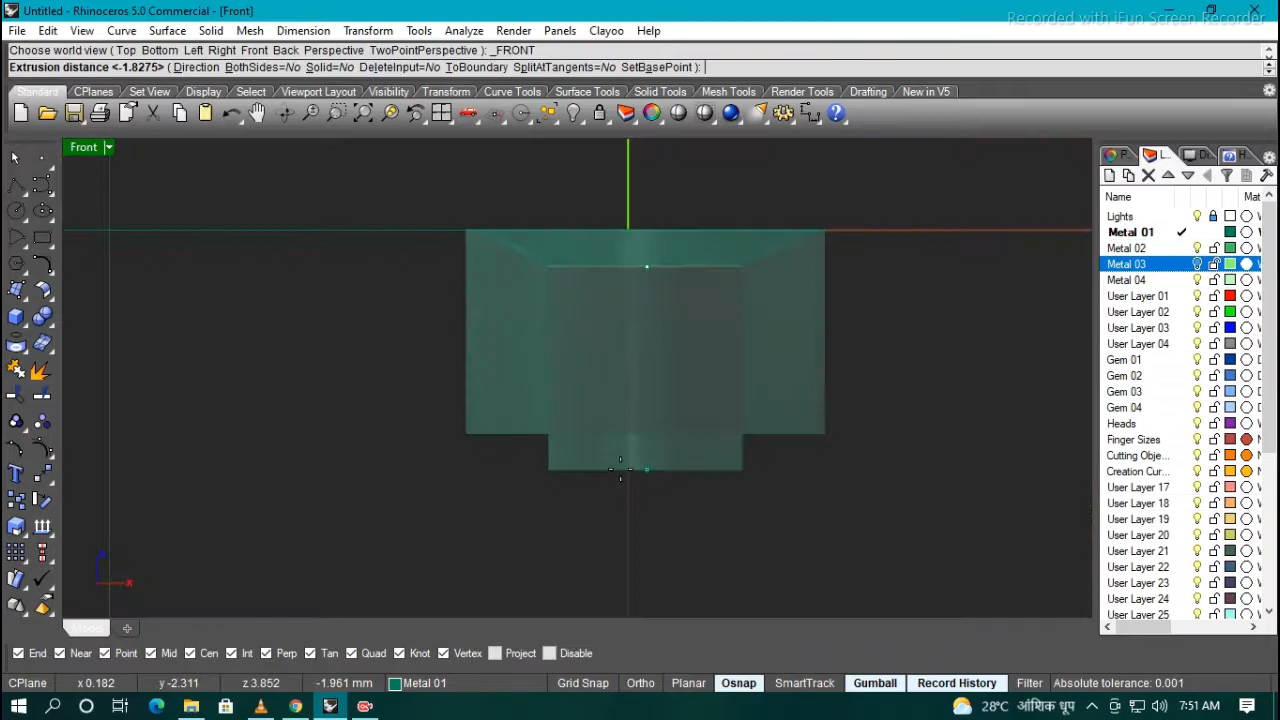 Untitled - Rhinoceros 5.0 Commercial - [Front]
Recorded with iFun Screen Recorder
File Edit View Curve Surface Solid Mesh Dimension Transform Tools Analyze Render Panels Clayoo Help
Choose world view ( Top Bottom Left Right Front Back Perspective TwoPointPerspective ): _FRONT
Extrusion distance <-1.8275> ( Direction BothSides=No Solid=No DeleteInput=No ToBoundary SplitAtTangents=No SetBasePoint ):
Standard CPlanes Set View Display Select Viewport Layout Visibility Transform Curve Tools Surface Tools Solid Tools Mesh Tools Render Tools Drafting New in V5
Front
P... L... Di H...
Name Mat
Lights
Metal 01
Metal 02
Metal 03
Metal 04
User Layer 01
User Layer 02
User Layer 03
User Layer 04
Gem 01
Gem 02
Gem 03
Gem 04
Heads
Finger Sizes
Cutting Obje...
Creation Cur...
User Layer 17
User Layer 18
User Layer 19
User Layer 20
User Layer 21
User Layer 22
User Layer 23
User Layer 24
User Layer 25
x
Model
End Near Point Mid Cen Int Perp Tan Quad Knot Vertex Project Disable
CPlane x 0.182 y -2.311 z 3.852 -1.961 mm Metal 01 Grid Snap Ortho Planar Osnap SmartTrack Gumball Record History Filter Absolute tolerance: 0.001
28°C आंशिक धूप 7:51 AM